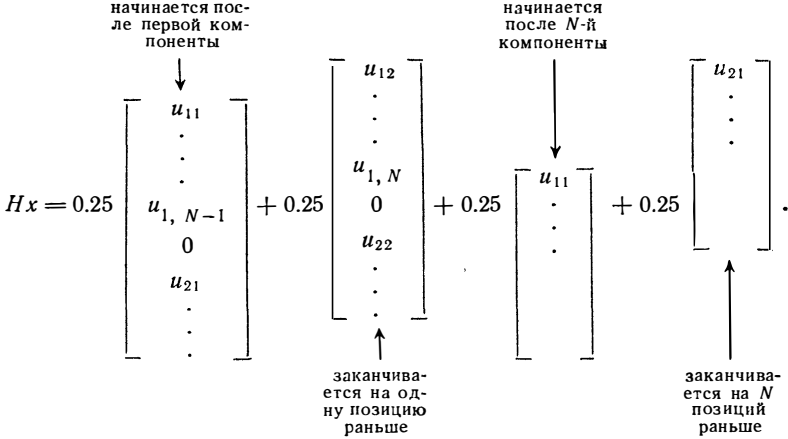 начинается пос-
ле первой ком-
поненты
начинается
после N-й
компоненты
Hx = 0.25 [ u₁₁ . . . u₁, N−1 0 u₂₁ . . . ] + 0.25 [ u₁₂ . . . u₁, N 0 u₂₂ . . . ] + 0.25 [ u₁₁ . . . ] + 0.25 [ u₂₁ . . . ] .
заканчива-
ется на од-
ну позицию
раньше
заканчива-
ется на N
позиций
раньше